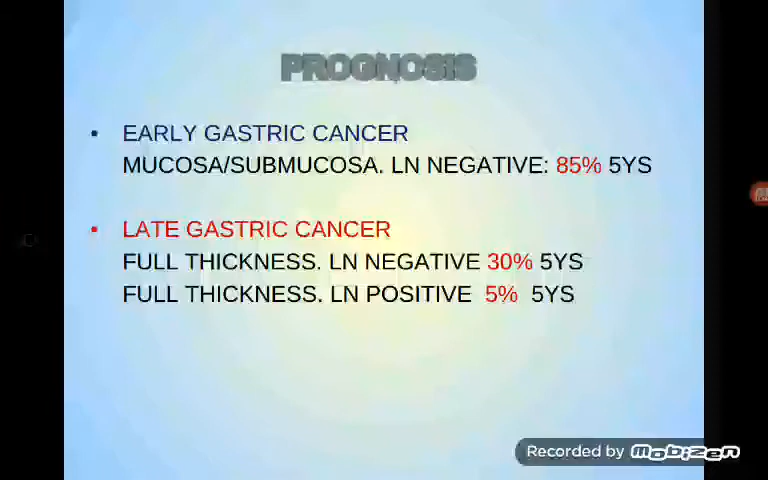 PROGNOSIS
• EARLY GASTRIC CANCER
MUCOSA/SUBMUCOSA. LN NEGATIVE: 85% 5YS
• LATE GASTRIC CANCER
FULL THICKNESS. LN NEGATIVE 30% 5YS
FULL THICKNESS. LN POSITIVE 5% 5YS
Recorded by mobizen